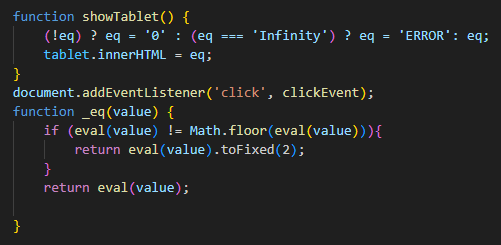 function showTablet() {
    (!eq) ? eq = '0' : (eq === 'Infinity') ? eq = 'ERROR': eq;
    tablet.innerHTML = eq;
}
document.addEventListener('click', clickEvent);
function _eq(value) {
    if (eval(value) != Math.floor(eval(value))){
        return eval(value).toFixed(2);
    }
    return eval(value);
}